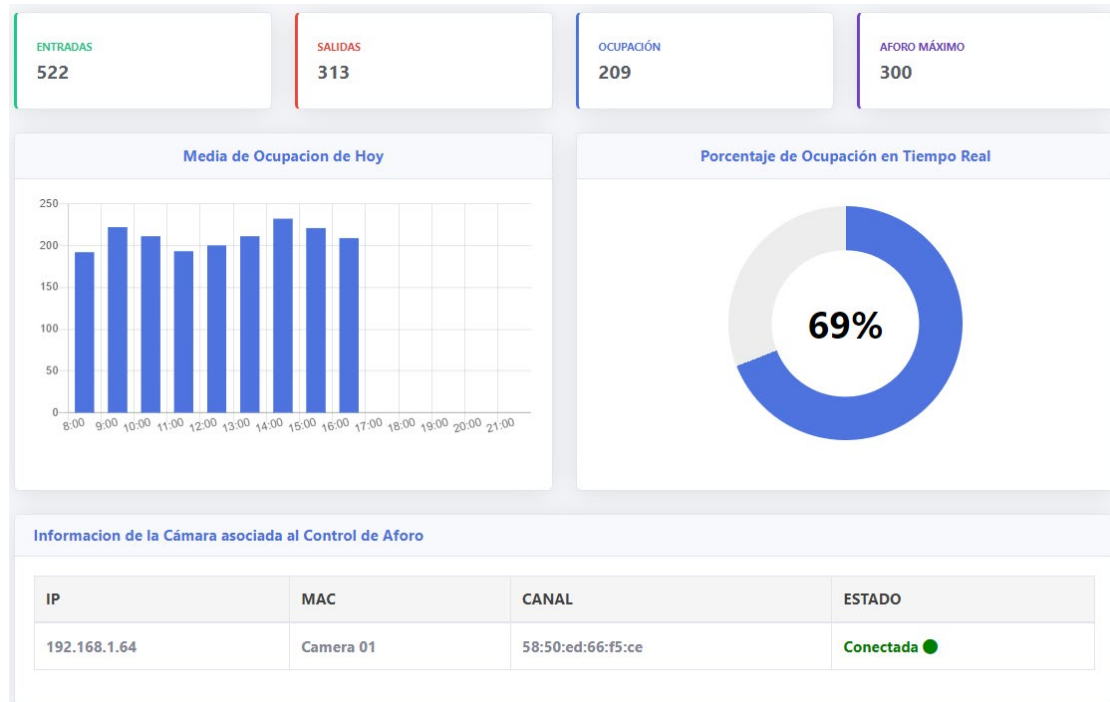 ENTRADAS
522
SALIDAS
313
OCUPACIÓN
209
AFORO MÁXIMO
300
Media de Ocupacion de Hoy
250
200
150
100
50
0
8:00 9:00 10:00 11:00 12:00 13:00 14:00 15:00 16:00 17:00 18:00 19:00 20:00 21:00
Porcentaje de Ocupación en Tiempo Real
69%
Informacion de la Cámara asociada al Control de Aforo
IP MAC CANAL ESTADO
192.168.1.64 Camera 01 58:50:ed:66:f5:ce Conectada